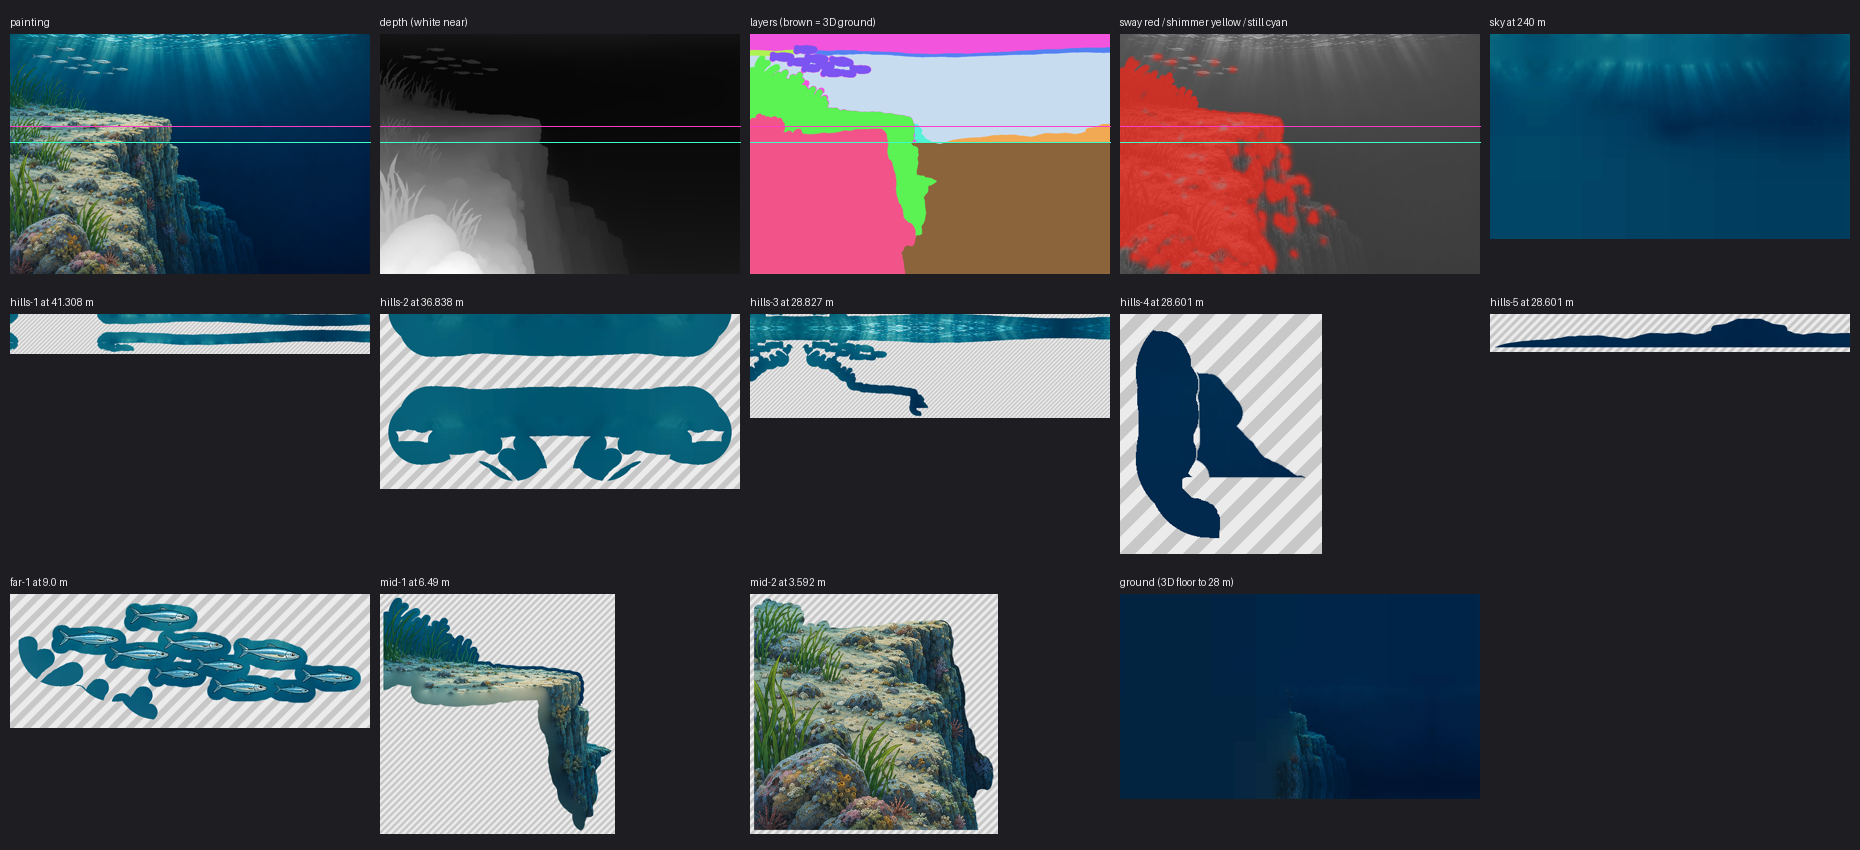 painting
depth (white near)
layers (brown = 3D ground)
sway red / shimmer yellow / still cyan
sky at 240 m
hills-1 at 41.308 m
hills-2 at 36.838 m
hills-3 at 28.827 m
hills-4 at 28.601 m
hills-5 at 28.601 m
far-1 at 9.0 m
mid-1 at 6.49 m
mid-2 at 3.592 m
ground (3D floor to 28 m)